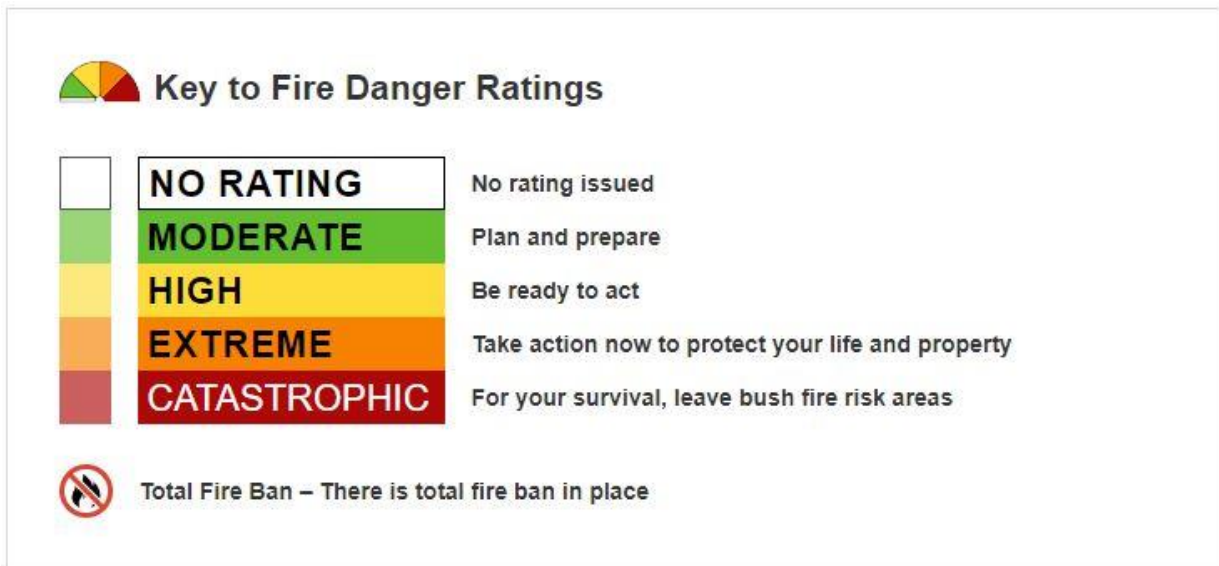 Key to Fire Danger Ratings
NO RATING No rating issued
MODERATE Plan and prepare
HIGH Be ready to act
EXTREME Take action now to protect your life and property
CATASTROPHIC For your survival, leave bush fire risk areas
Total Fire Ban – There is total fire ban in place